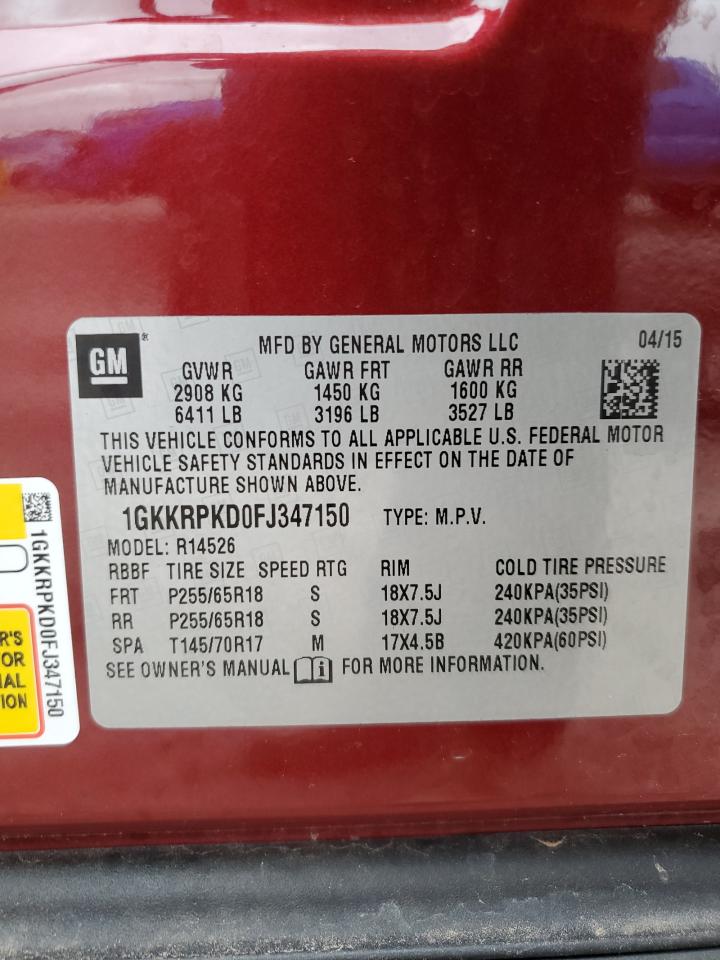 GM ®
MFD BY GENERAL MOTORS LLC 04/15
GVWR GAWR FRT GAWR RR
2908 KG 1450 KG 1600 KG
6411 LB 3196 LB 3527 LB
THIS VEHICLE CONFORMS TO ALL APPLICABLE U.S. FEDERAL MOTOR
VEHICLE SAFETY STANDARDS IN EFFECT ON THE DATE OF
MANUFACTURE SHOWN ABOVE.
1GKKRPKD0FJ347150 TYPE: M.P.V.
MODEL: R14526
RBBF TIRE SIZE SPEED RTG RIM COLD TIRE PRESSURE
FRT P255/65R18 S 18X7.5J 240KPA(35PSI)
RR P255/65R18 S 18X7.5J 240KPA(35PSI)
SPA T145/70R17 M 17X4.5B 420KPA(60PSI)
SEE OWNER'S MANUAL i FOR MORE INFORMATION.
1GKKRPKD0FJ347150
R'S
OR
IAL
ION